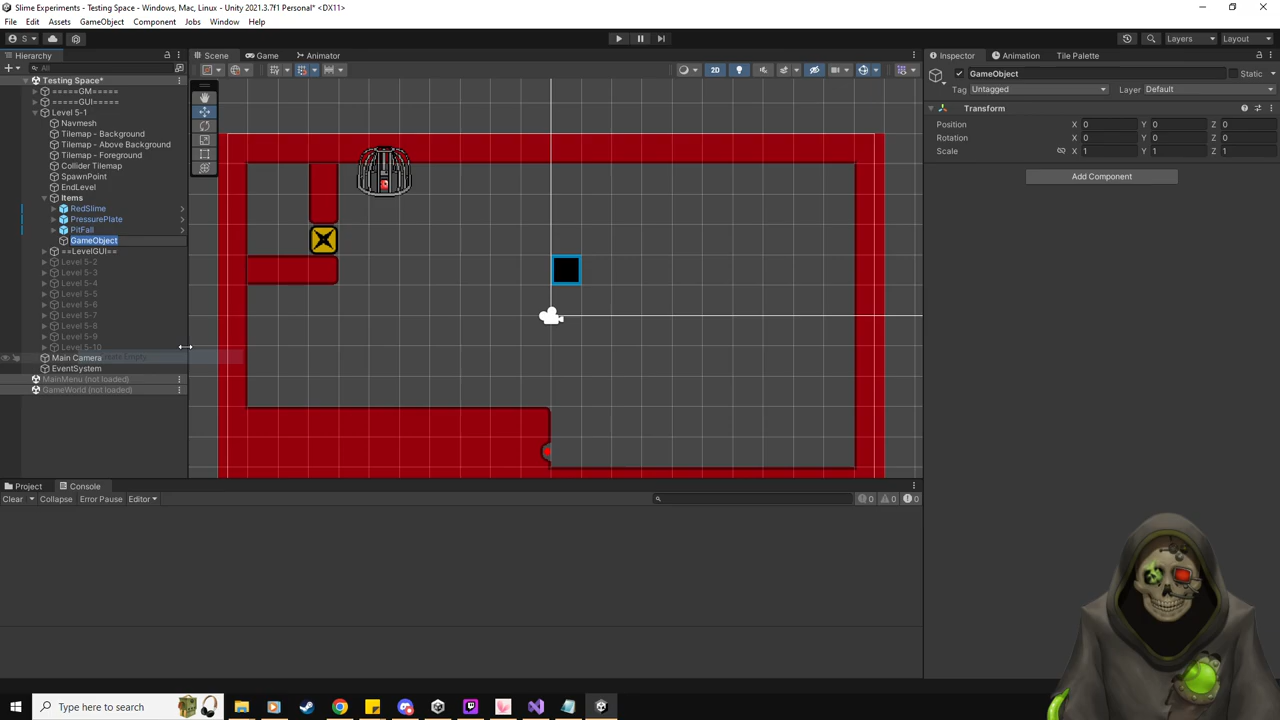 Slime Experiments - Testing Space - Windows, Mac, Linux - Unity 2021.3.7f1 Personal* <DX11>
File Edit Assets GameObject Component Jobs Window Help
S Layers Layout
Hierarchy Scene Game Animator Inspector Animation Tile Palette
All 2D GameObject Static
Testing Space*
Tag Untagged Layer Default
=====GM=====
=====GUI=====
Transform
Level 5-1
Navmesh
Position X 0 Y 0 Z 0
Tilemap - Background
Rotation X 0 Y 0 Z 0
Tilemap - Above Background
Scale X 1 Y 1 Z 1
Tilemap - Foreground
Collider Tilemap
SpawnPoint
Add Component
EndLevel
Items
RedSlime
PressurePlate
PitFall
GameObject
==LevelGUI==
Level 5-2
Level 5-3
Level 5-4
Level 5-5
Level 5-6
Level 5-7
Level 5-8
Level 5-9
Level 5-10
Main Camera
EventSystem
MainMenu (not loaded)
GameWorld (not loaded)
Project Console
Clear Collapse Error Pause Editor 0 0 0
Type here to search